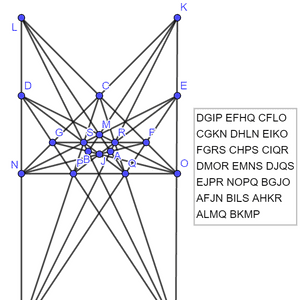 L
K
D
C
E
M
G
S
R
F
B
A
N
P
J
Q
O
DGIP EFHQ CFLO
CGKN DHLN EIKO
FGRS CHPS CIQR
DMOR EMNS DJQS
EJPR NOPQ BGJO
AFJN BILS AHKR
ALMQ BKMP